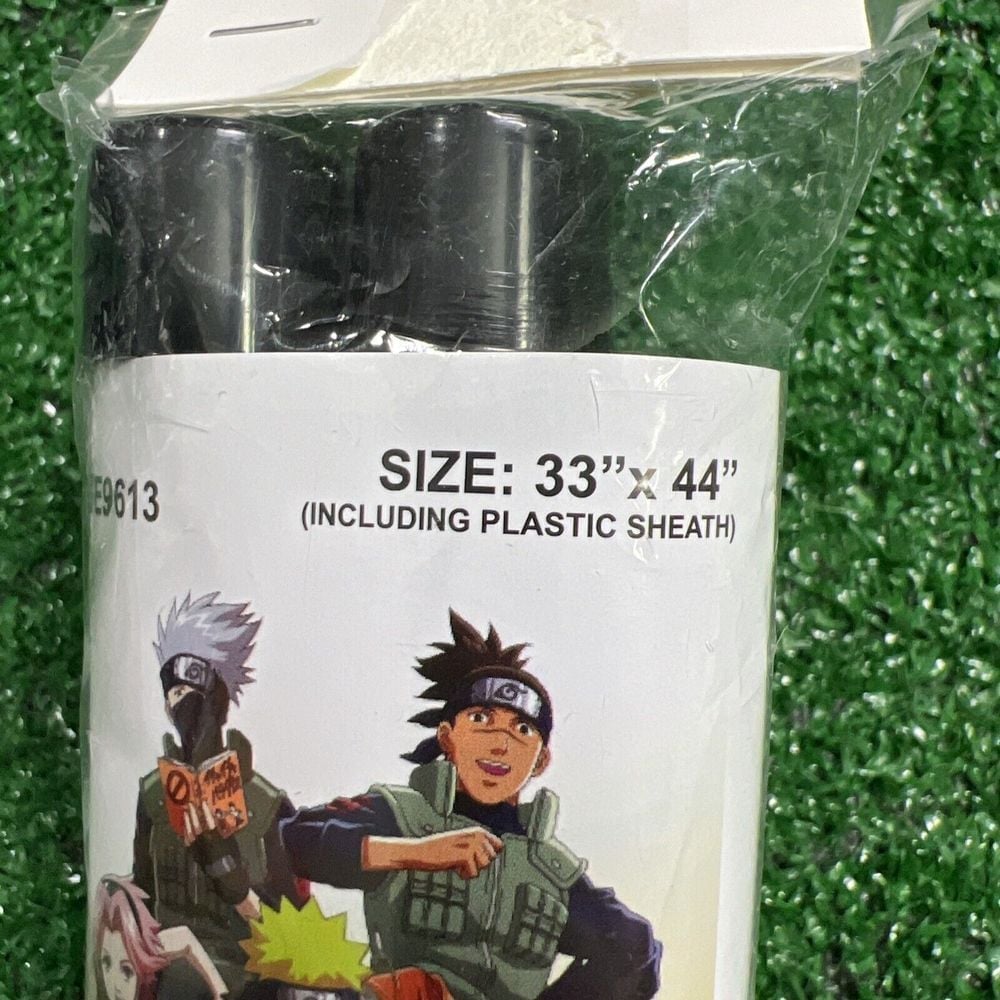 E9613
SIZE: 33”x 44”
(INCLUDING PLASTIC SHEATH)